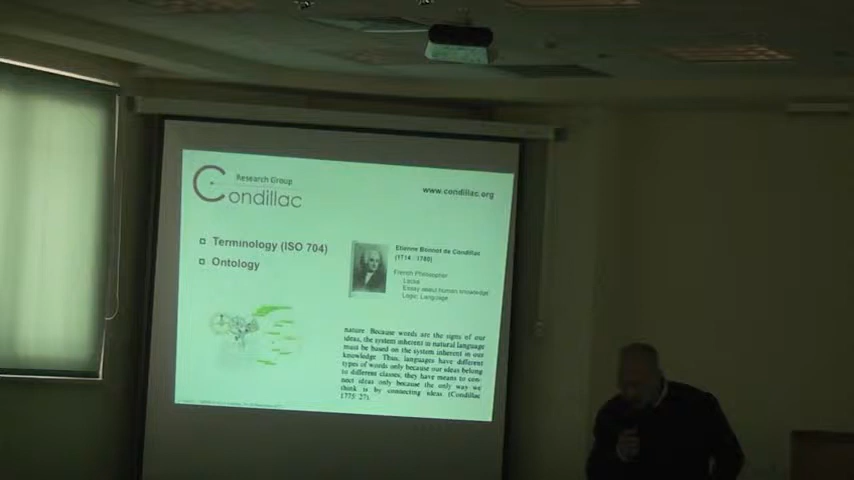 Research Group
Condillac
www.condillac.org
Terminology (ISO 704)
Ontology
Etienne Bonnot de Condillac
(1714 - 1780)
French Philosopher
Locke
Essay about human knowledge
Logic, Language
nature. Because words are the signs of our
ideas, the system inherent in natural language
must be based on the system inherent in our
knowledge. Thus, languages have different
types of words only because our ideas belong
to different classes; they have means to con-
nect ideas only because the only way we
think is by connecting ideas. (Condillac
1775: 27).